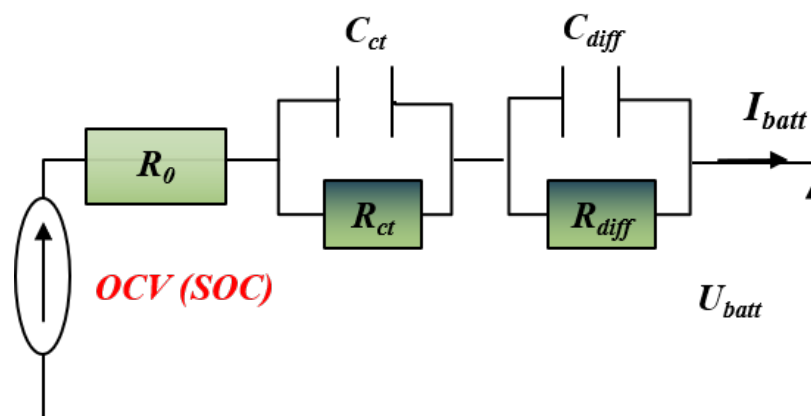 C_ct
C_diff
I_batt
R_0
R_ct
R_diff
OCV (SOC)
U_batt